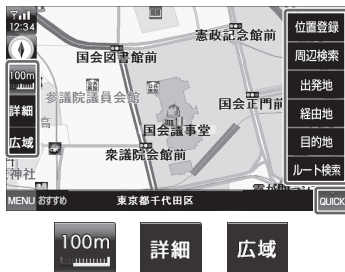 12:34
憲政記念館前
位置登録
国会図書館前
周辺検索
100m
参議院議員会館
出発地
詳細
国会正門前
経由地
国会議事堂
広域
衆議院会館前
目的地
神社
ルート検索
MENU おすすめ 東京都千代田区 QUICK
100m 詳細 広域